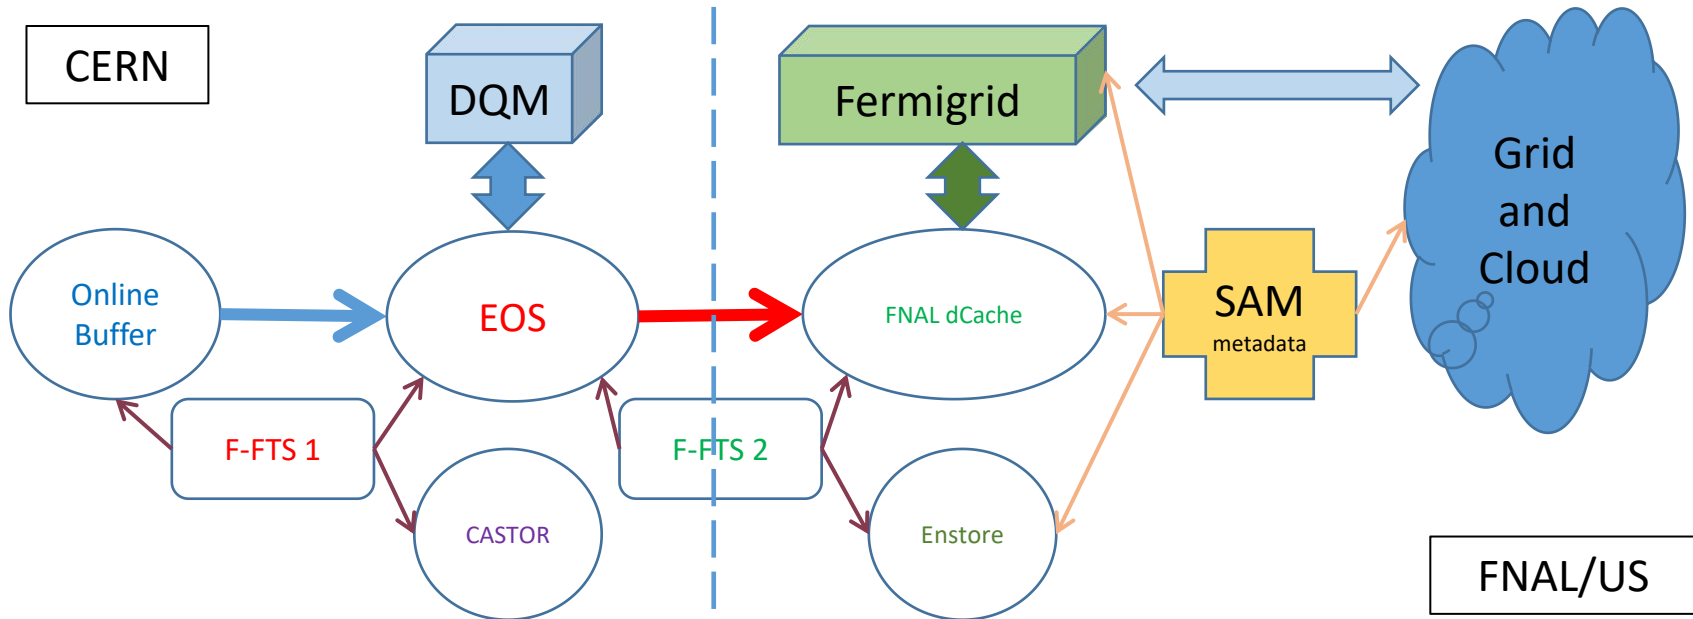 CERN
DQM
Fermigrid
Grid
and
Cloud
Online
Buffer
EOS
FNAL dCache
SAM
metadata
F-FTS 1
F-FTS 2
CASTOR
Enstore
FNAL/US